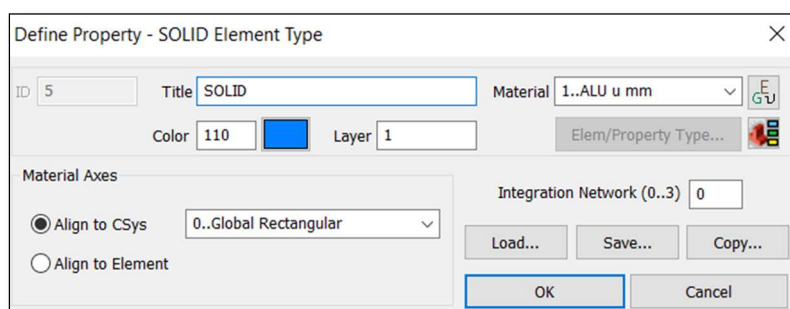 Define Property - SOLID Element Type
ID 5 Title SOLID Material 1..ALU u mm
Color 110 Layer 1 Elem/Property Type...
Material Axes
Integration Network (0..3) 0
Align to CSys 0..Global Rectangular
Load... Save... Copy...
Align to Element
OK Cancel